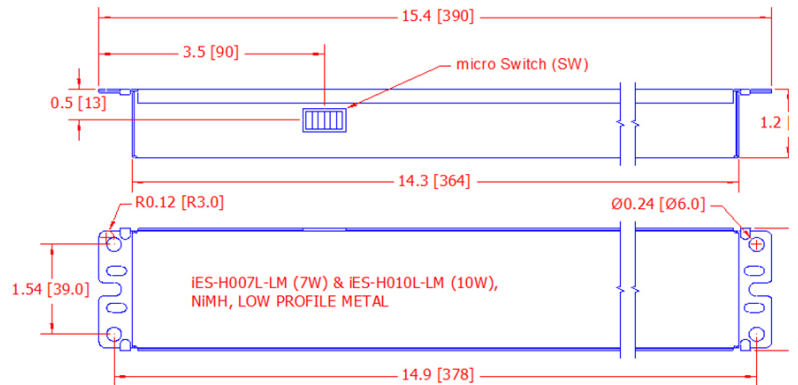 15.4 [390]
3.5 [90]
micro Switch (SW)
0.5 [13]
1.2
14.3 [364]
R0.12 [R3.0]
Ø0.24 [Ø6.0]
1.54 [39.0]
iES-H007L-LM (7W) & iES-H010L-LM (10W),
NiMH, LOW PROFILE METAL
14.9 [378]